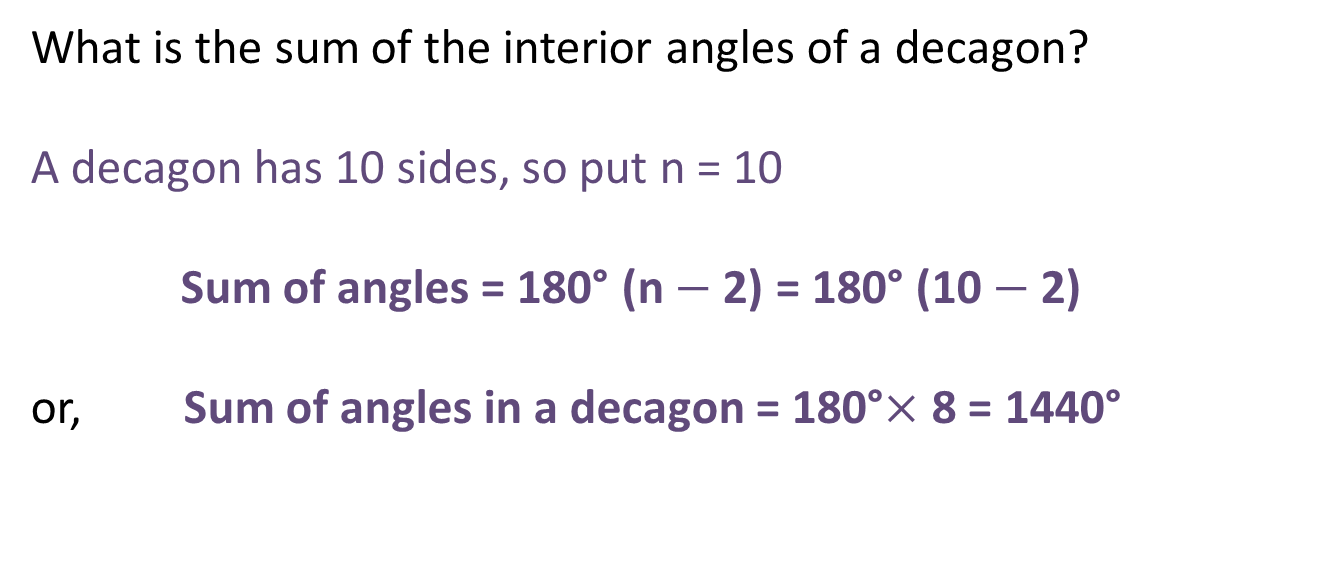 What is the sum of the interior angles of a decagon?
A decagon has 10 sides, so put n = 10
Sum of angles = 180° (n – 2) = 180° (10 – 2)
or, Sum of angles in a decagon = 180°× 8 = 1440°